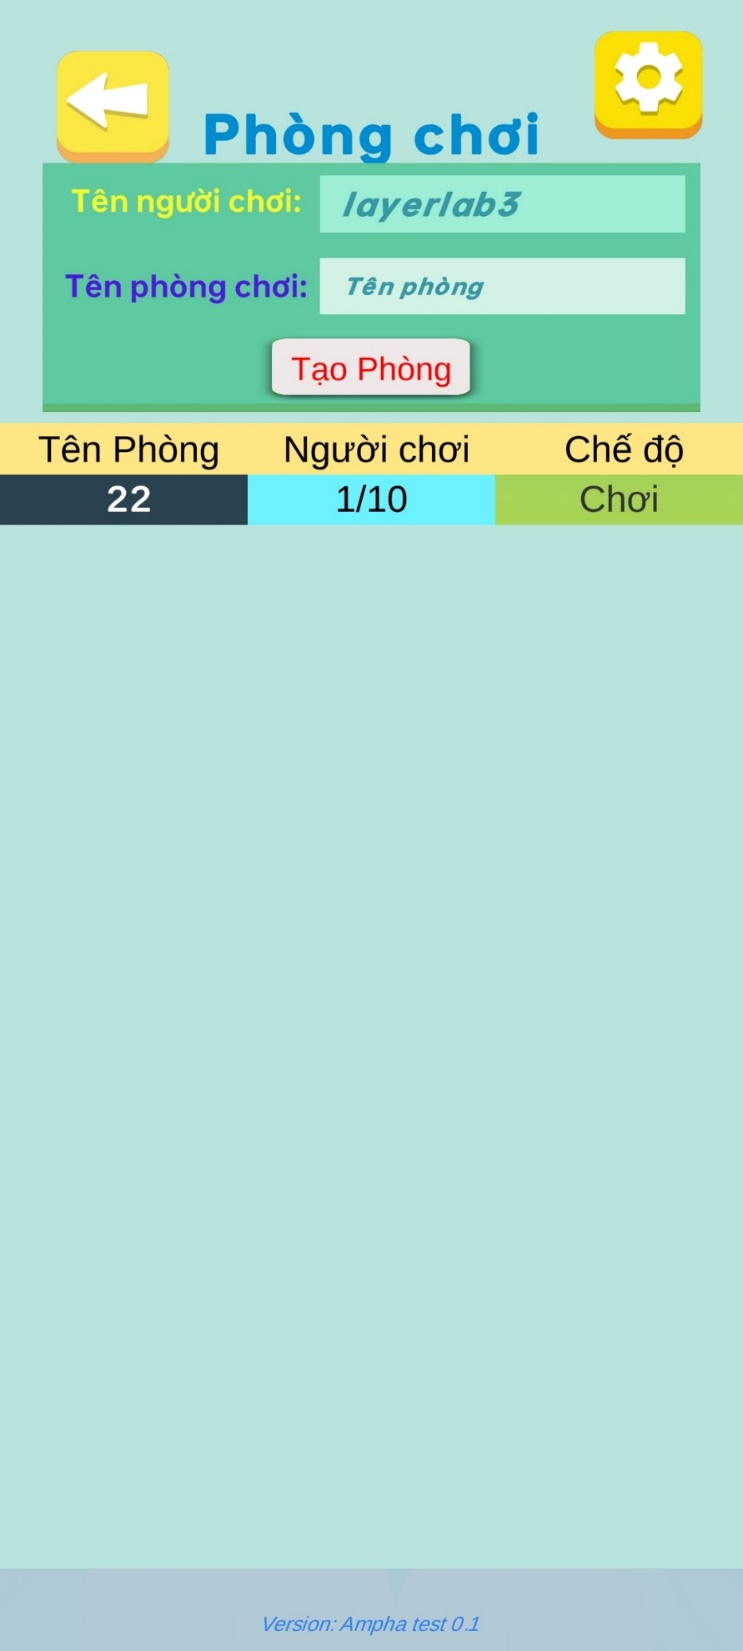 Phòng chơi
Tên người chơi: layerlab3
Tên phòng chơi: Tên phòng
Tạo Phòng
Tên Phòng Người chơi Chế độ
22 1/10 Chơi
Version: Ampha test 0.1